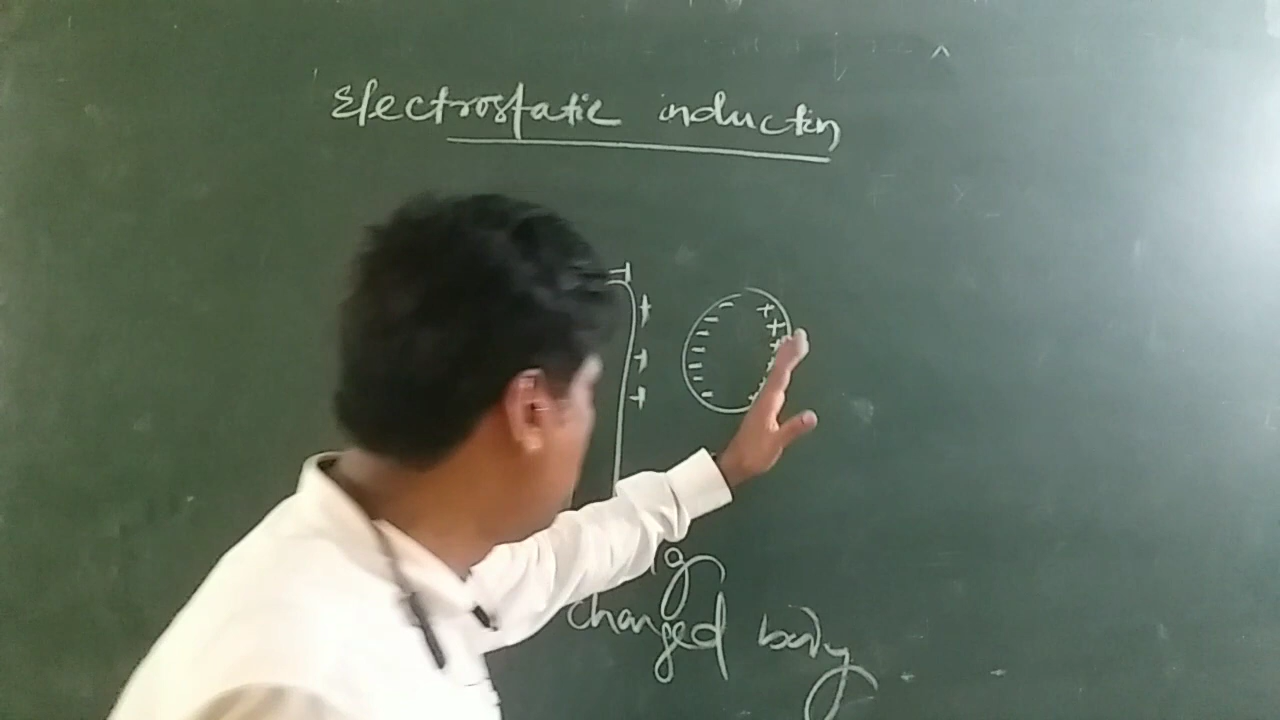 Electrostatic induction
+ +
+ - + +
+ - +
+ -
charged body